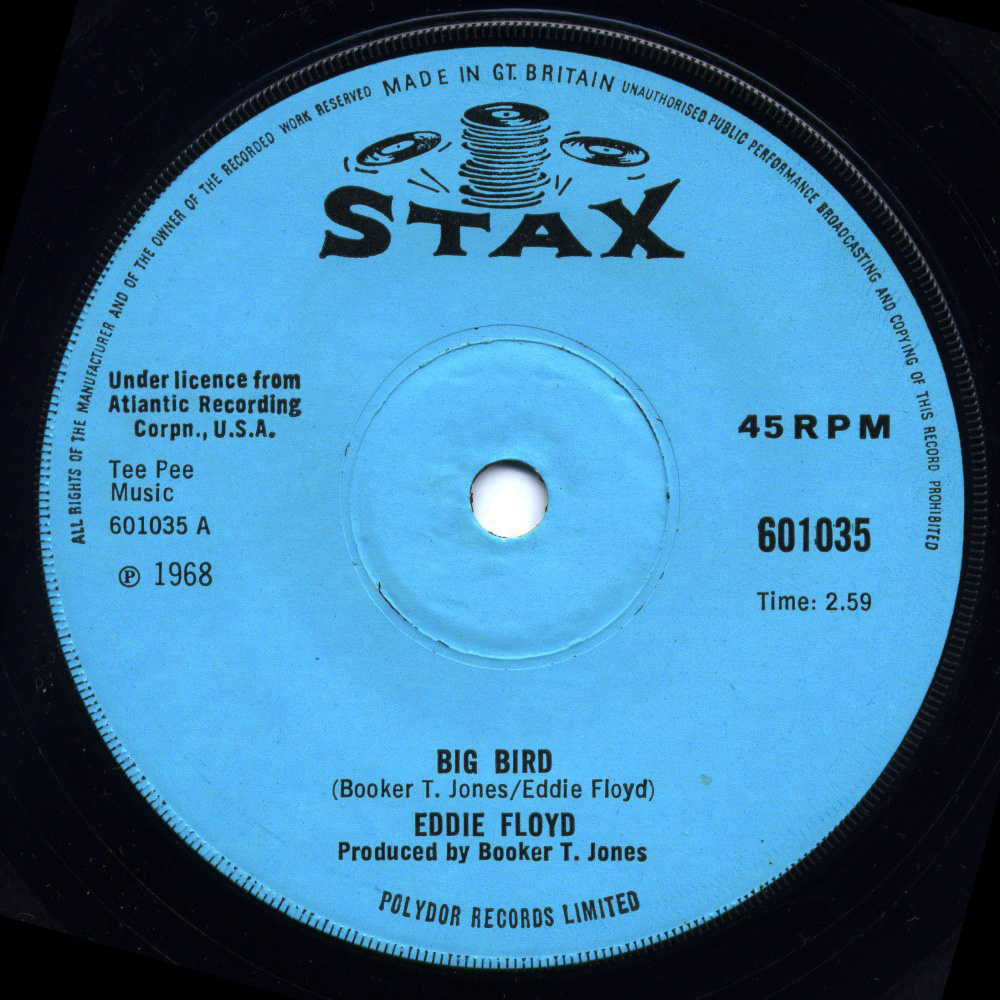 ALL RIGHTS OF THE MANUFACTURER AND OF THE OWNER OF THE RECORDED WORK RESERVED MADE IN GT. BRITAIN UNAUTHORISED PUBLIC PERFORMANCE BROADCASTING AND COPYING OF THIS RECORD PROHIBITED
STAX
Under licence from
Atlantic Recording
Corpn., U.S.A.
Tee Pee
Music
601035 A
℗ 1968
45 RPM
601035
Time: 2.59
BIG BIRD
(Booker T. Jones/Eddie Floyd)
EDDIE FLOYD
Produced by Booker T. Jones
POLYDOR RECORDS LIMITED